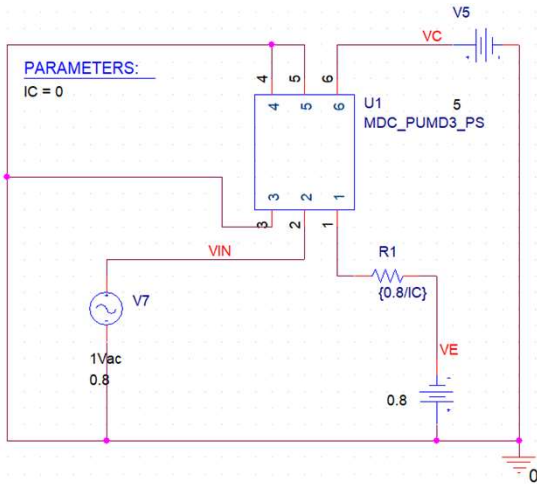 V5
VC
PARAMETERS:
IC = 0
4
5
6
4
5
6
U1
5
MDC_PUMD3_PS
3
2
1
3
2
1
VIN
R1
{0.8/IC}
V7
VE
1Vac
0.8
0.8
0